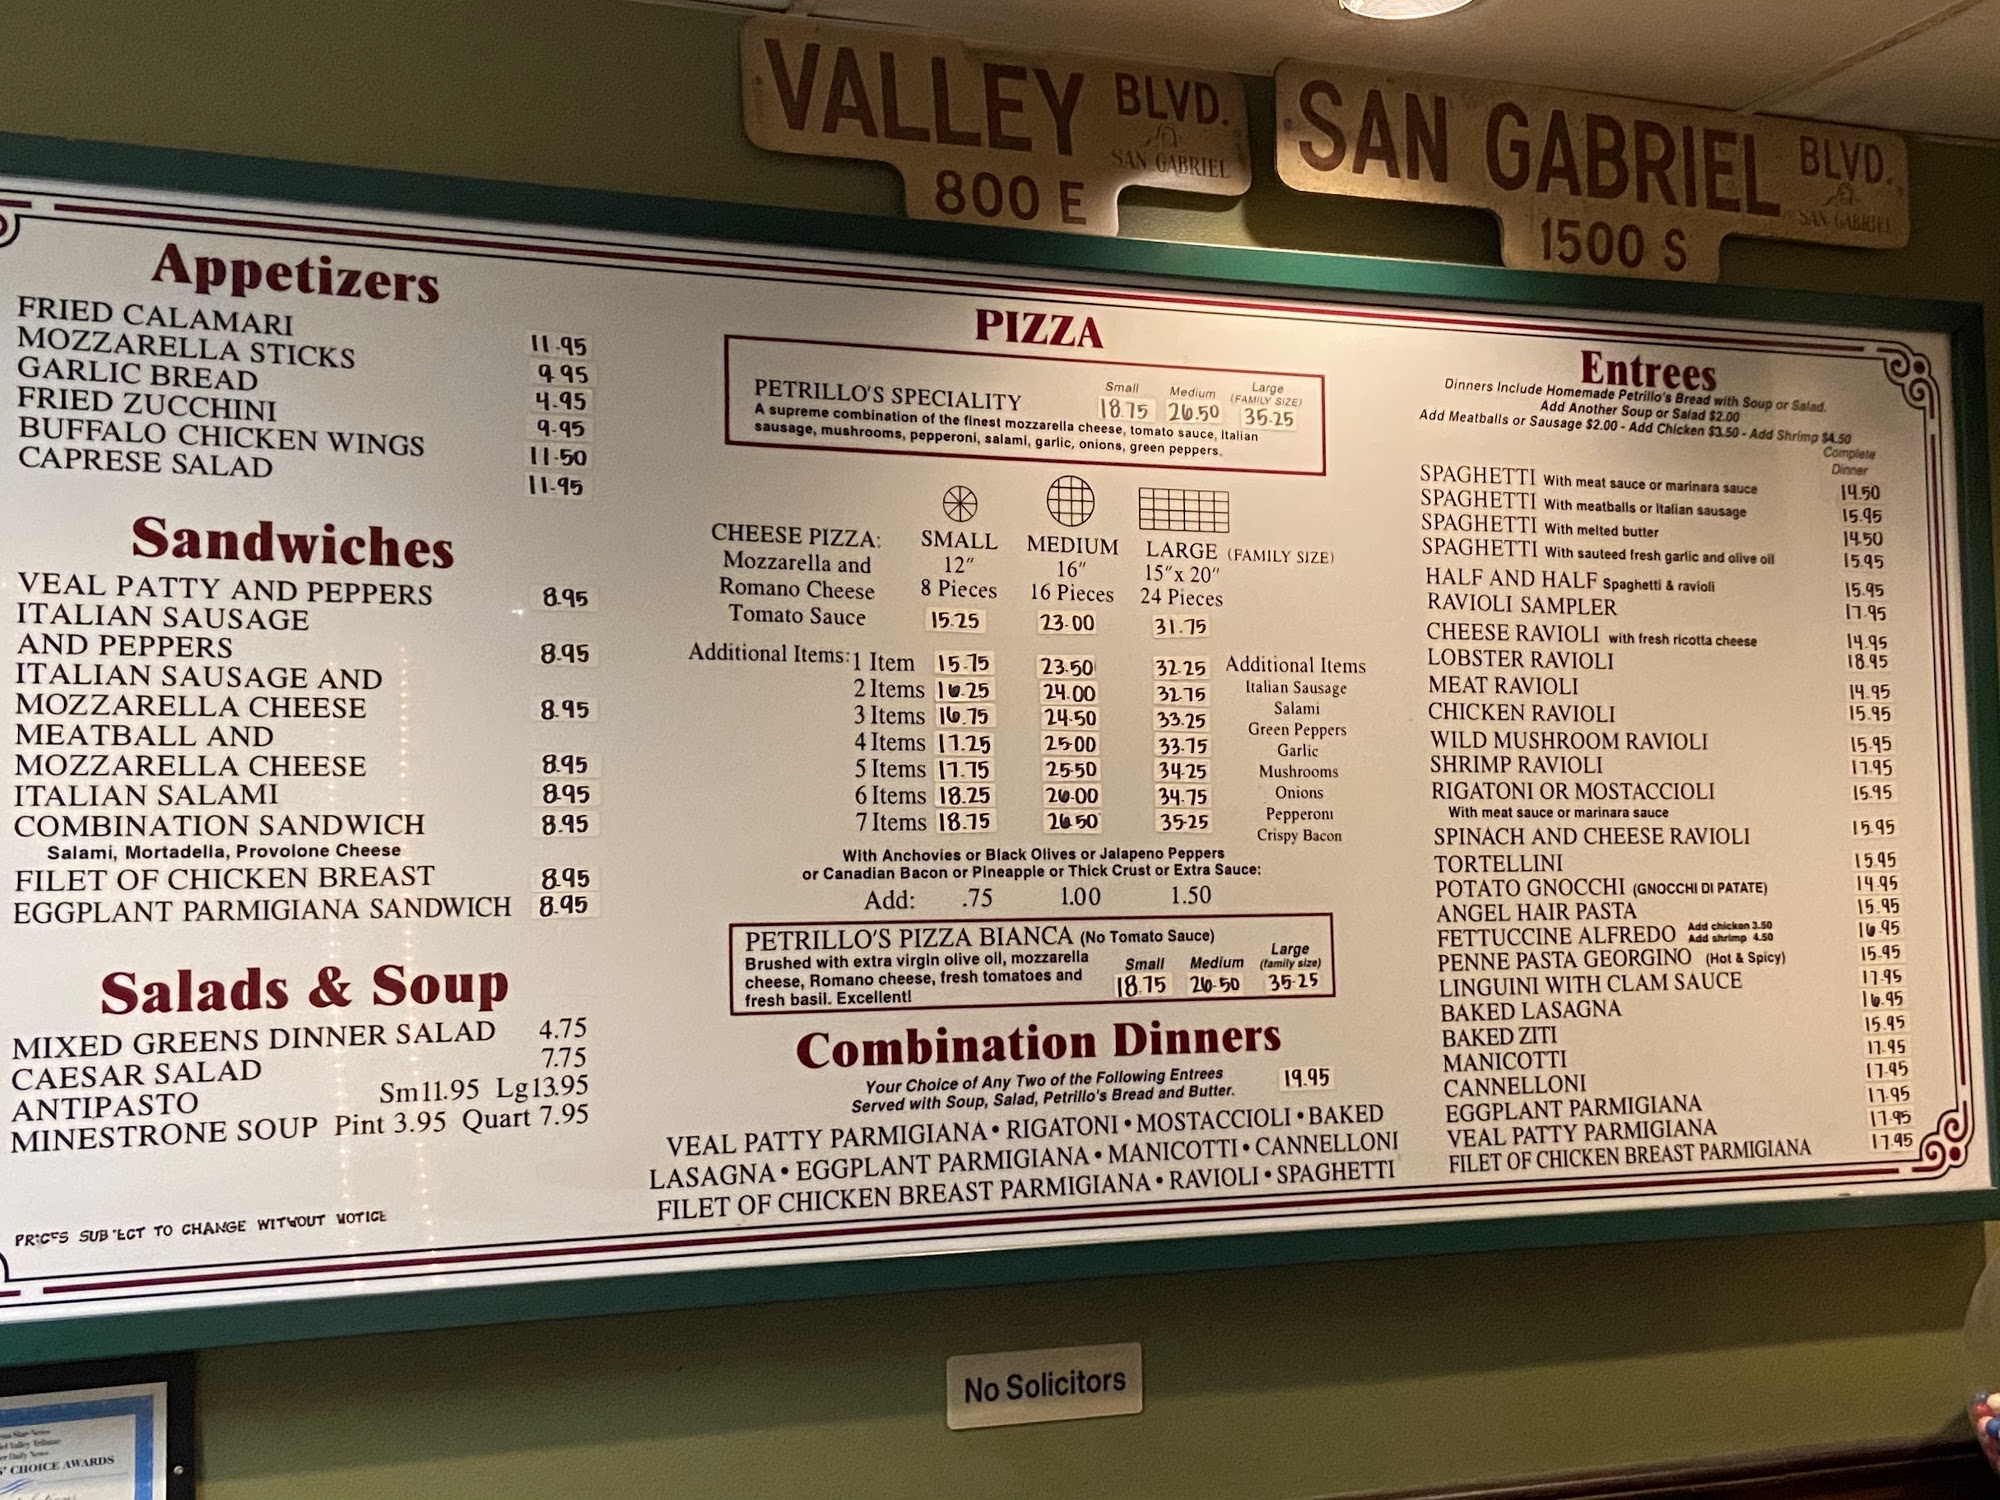 VALLEY BLVD.
SAN GABRIEL
800 E
SAN GABRIEL BLVD.
SAN GABRIEL
1500 S
Appetizers
FRIED CALAMARI 11.95
MOZZARELLA STICKS 9.95
GARLIC BREAD 4.95
FRIED ZUCCHINI 9.95
BUFFALO CHICKEN WINGS 11.50
CAPRESE SALAD 11.95
Sandwiches
VEAL PATTY AND PEPPERS 8.95
ITALIAN SAUSAGE
AND PEPPERS 8.95
ITALIAN SAUSAGE AND
MOZZARELLA CHEESE 8.95
MEATBALL AND
MOZZARELLA CHEESE 8.95
ITALIAN SALAMI 8.95
COMBINATION SANDWICH 8.95
Salami, Mortadella, Provolone Cheese
FILET OF CHICKEN BREAST 8.95
EGGPLANT PARMIGIANA SANDWICH 8.95
Salads & Soup
MIXED GREENS DINNER SALAD 4.75
CAESAR SALAD 7.75
ANTIPASTO Sm11.95 Lg13.95
MINESTRONE SOUP Pint 3.95 Quart 7.95
PRICES SUBJECT TO CHANGE WITHOUT NOTICE
PIZZA
Small Medium Large
(FAMILY SIZE)
PETRILLO'S SPECIALITY 18.75 26.50 35.25
A supreme combination of the finest mozzarella cheese, tomato sauce, Italian
sausage, mushrooms, pepperoni, salami, garlic, onions, green peppers.
CHEESE PIZZA: SMALL MEDIUM LARGE (FAMILY SIZE)
Mozzarella and 12" 16" 15"x 20"
Romano Cheese 8 Pieces 16 Pieces 24 Pieces
Tomato Sauce 15.25 23.00 31.75
Additional Items: 1 Item 15.75 23.50 32.25
2 Items 16.25 24.00 32.75
3 Items 16.75 24.50 33.25
4 Items 17.25 25.00 33.75
5 Items 17.75 25.50 34.25
6 Items 18.25 26.00 34.75
7 Items 18.75 26.50 35.25
Additional Items
Italian Sausage
Salami
Green Peppers
Garlic
Mushrooms
Onions
Pepperoni
Crispy Bacon
With Anchovies or Black Olives or Jalapeno Peppers
or Canadian Bacon or Pineapple or Thick Crust or Extra Sauce:
Add: .75 1.00 1.50
PETRILLO'S PIZZA BIANCA (No Tomato Sauce)
Brushed with extra virgin olive oil, mozzarella
cheese, Romano cheese, fresh tomatoes and
fresh basil. Excellent!
Small Medium Large
(family size)
18.75 26.50 35.25
Combination Dinners
Your Choice of Any Two of the Following Entrees 19.95
Served with Soup, Salad, Petrillo's Bread and Butter.
VEAL PATTY PARMIGIANA • RIGATONI • MOSTACCIOLI • BAKED
LASAGNA • EGGPLANT PARMIGIANA • MANICOTTI • CANNELLONI
FILET OF CHICKEN BREAST PARMIGIANA • RAVIOLI • SPAGHETTI
Entrees
Dinners Include Homemade Petrillo's Bread with Soup or Salad.
Add Another Soup or Salad $2.00
Add Meatballs or Sausage $2.00 - Add Chicken $3.50 - Add Shrimp $4.50
Complete
Dinner
SPAGHETTI With meat sauce or marinara sauce 14.50
SPAGHETTI With meatballs or Italian sausage 15.95
SPAGHETTI With melted butter 14.50
SPAGHETTI With sauteed fresh garlic and olive oil 15.95
HALF AND HALF Spaghetti & ravioli 15.95
RAVIOLI SAMPLER 17.95
CHEESE RAVIOLI with fresh ricotta cheese 14.95
LOBSTER RAVIOLI 18.95
MEAT RAVIOLI 14.95
CHICKEN RAVIOLI 15.95
WILD MUSHROOM RAVIOLI 15.95
SHRIMP RAVIOLI 17.95
RIGATONI OR MOSTACCIOLI 15.95
With meat sauce or marinara sauce
SPINACH AND CHEESE RAVIOLI 15.95
TORTELLINI 15.95
POTATO GNOCCHI (GNOCCHI DI PATATE) 14.95
ANGEL HAIR PASTA 15.95
FETTUCCINE ALFREDO Add chicken 3.50 Add shrimp 4.50 16.95
PENNE PASTA GEORGINO (Hot & Spicy) 15.95
LINGUINI WITH CLAM SAUCE 17.95
BAKED LASAGNA 16.95
BAKED ZITI 15.95
MANICOTTI 17.95
CANNELLONI 17.95
EGGPLANT PARMIGIANA 17.95
VEAL PATTY PARMIGIANA 17.95
FILET OF CHICKEN BREAST PARMIGIANA 17.95
No Solicitors
CHOICE AWARDS